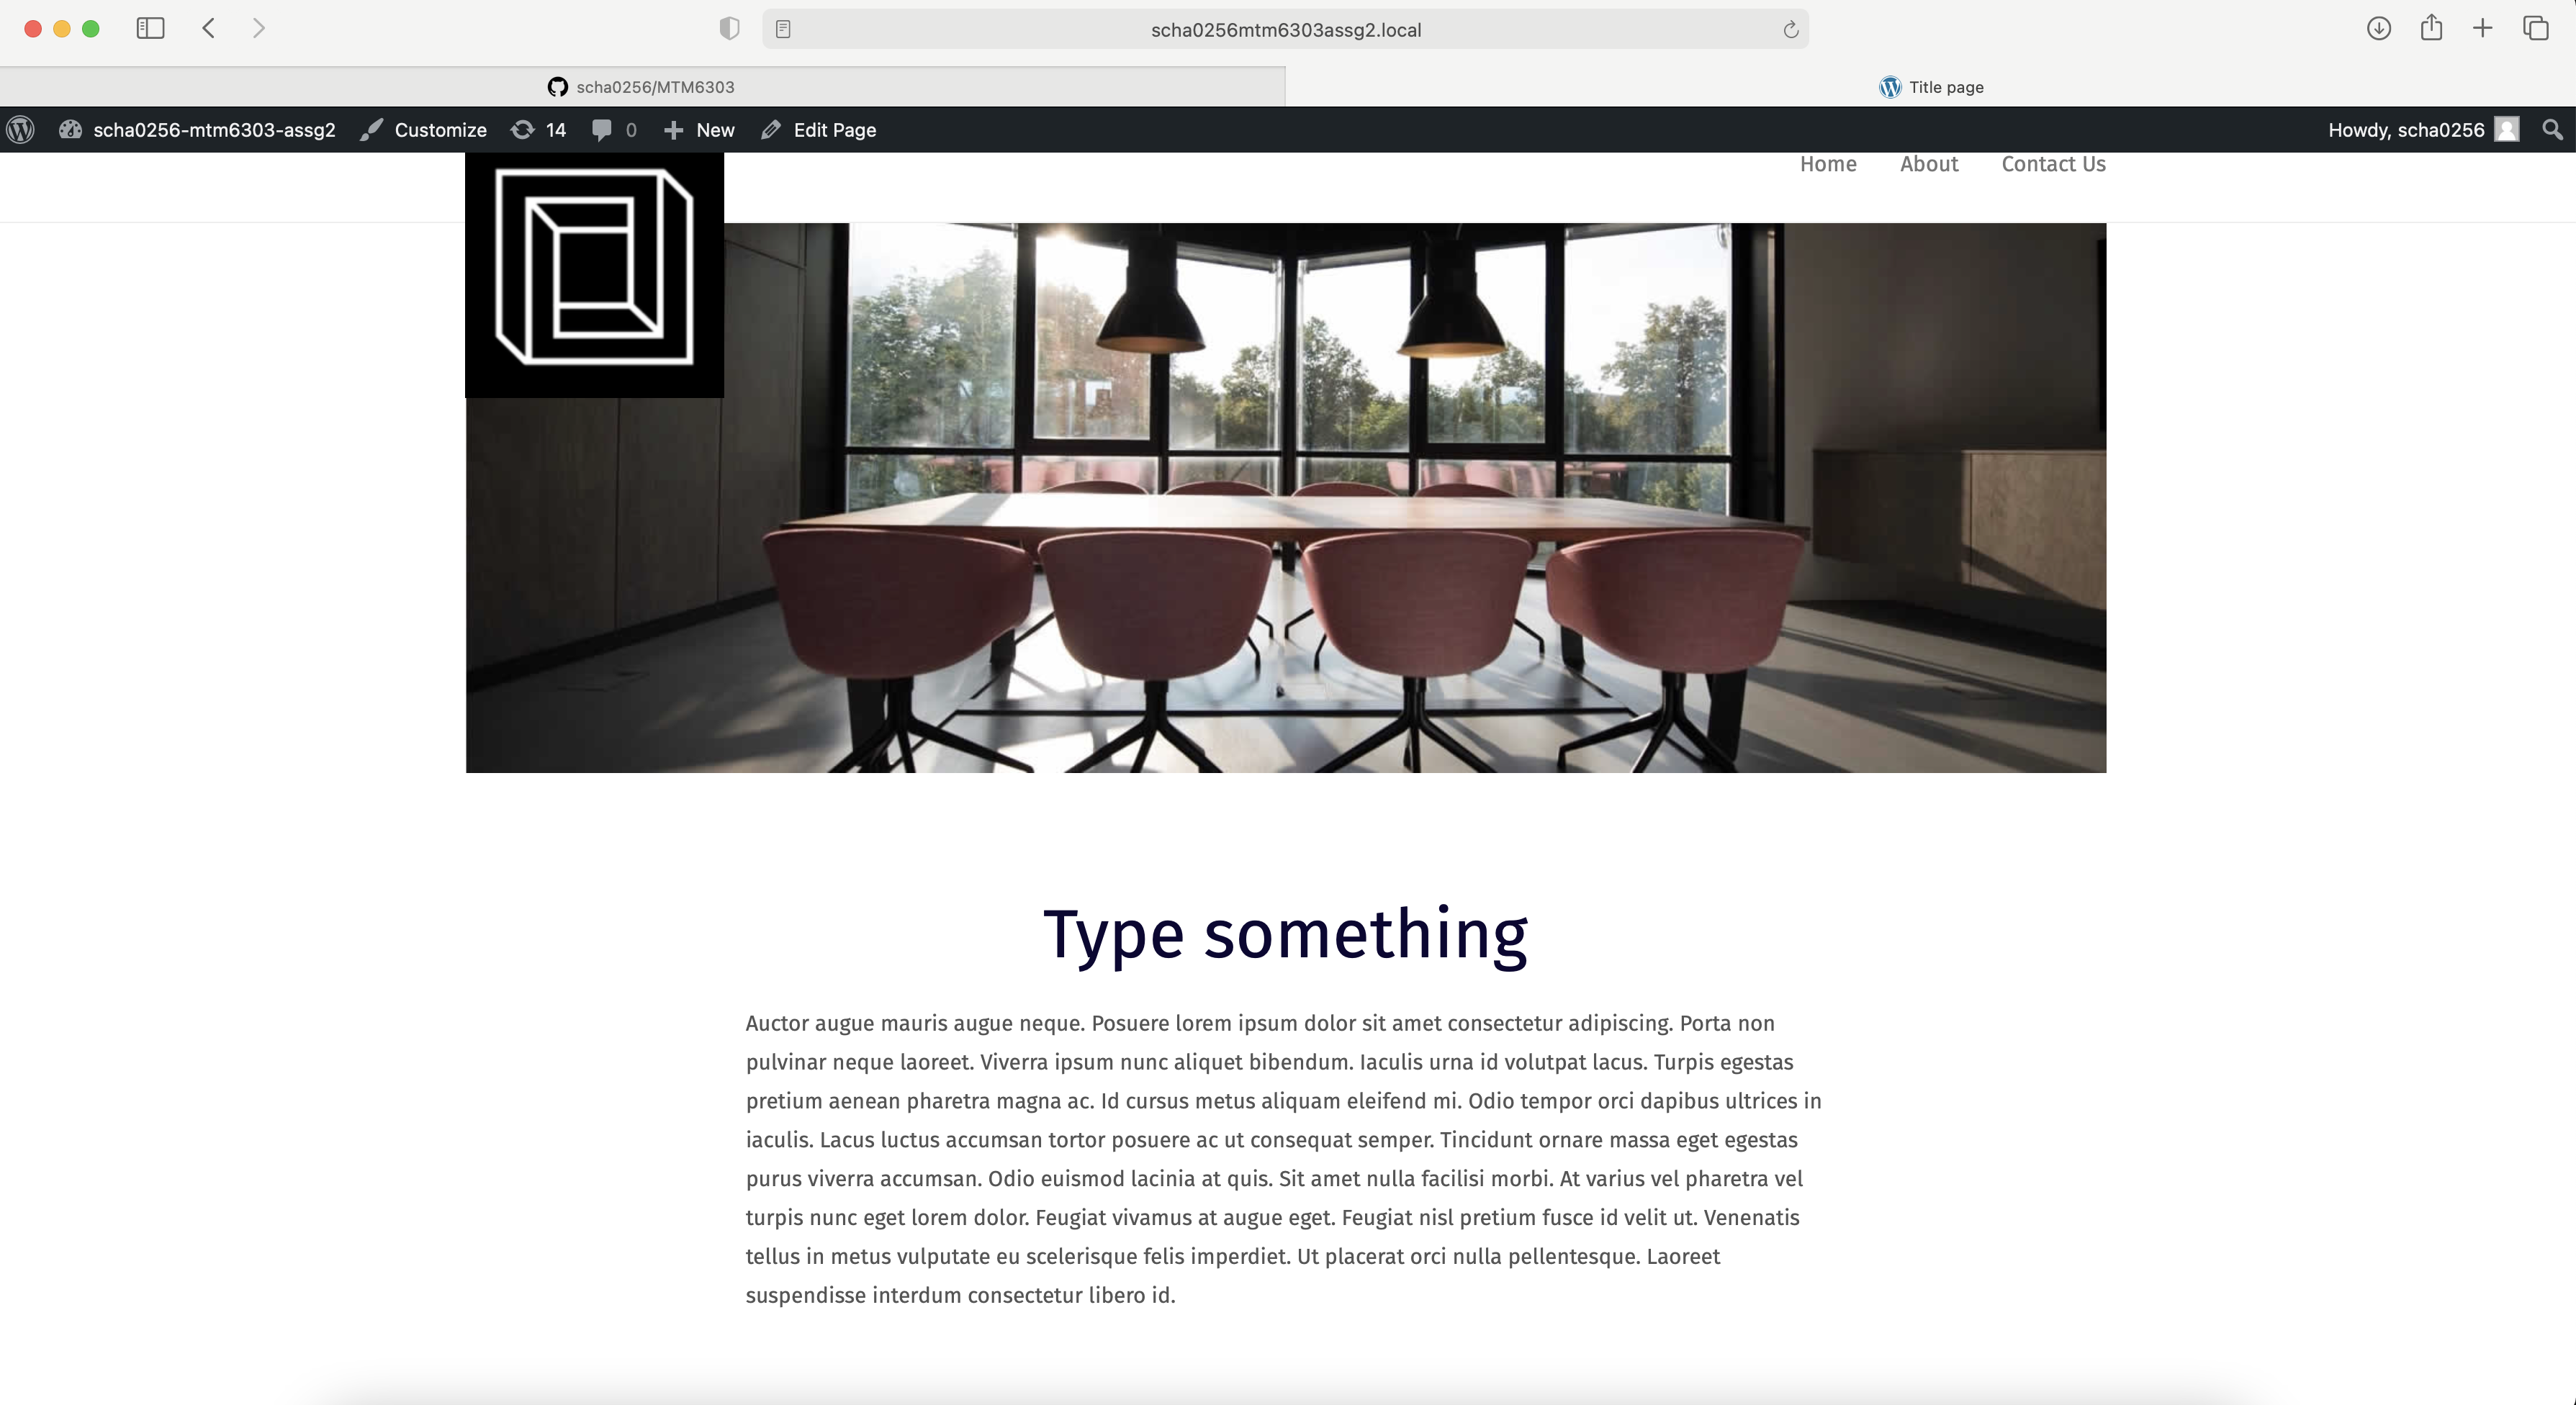 scha0256mtm6303assg2.local
scha0256/MTM6303
Title page
scha0256-mtm6303-assg2 Customize 14 0 New Edit Page Howdy, scha0256
Home About Contact Us
Type something
Auctor augue mauris augue neque. Posuere lorem ipsum dolor sit amet consectetur adipiscing. Porta non
pulvinar neque laoreet. Viverra ipsum nunc aliquet bibendum. Iaculis urna id volutpat lacus. Turpis egestas
pretium aenean pharetra magna ac. Id cursus metus aliquam eleifend mi. Odio tempor orci dapibus ultrices in
iaculis. Lacus luctus accumsan tortor posuere ac ut consequat semper. Tincidunt ornare massa eget egestas
purus viverra accumsan. Odio euismod lacinia at quis. Sit amet nulla facilisi morbi. At varius vel pharetra vel
turpis nunc eget lorem dolor. Feugiat vivamus at augue eget. Feugiat nisl pretium fusce id velit ut. Venenatis
tellus in metus vulputate eu scelerisque felis imperdiet. Ut placerat orci nulla pellentesque. Laoreet
suspendisse interdum consectetur libero id.